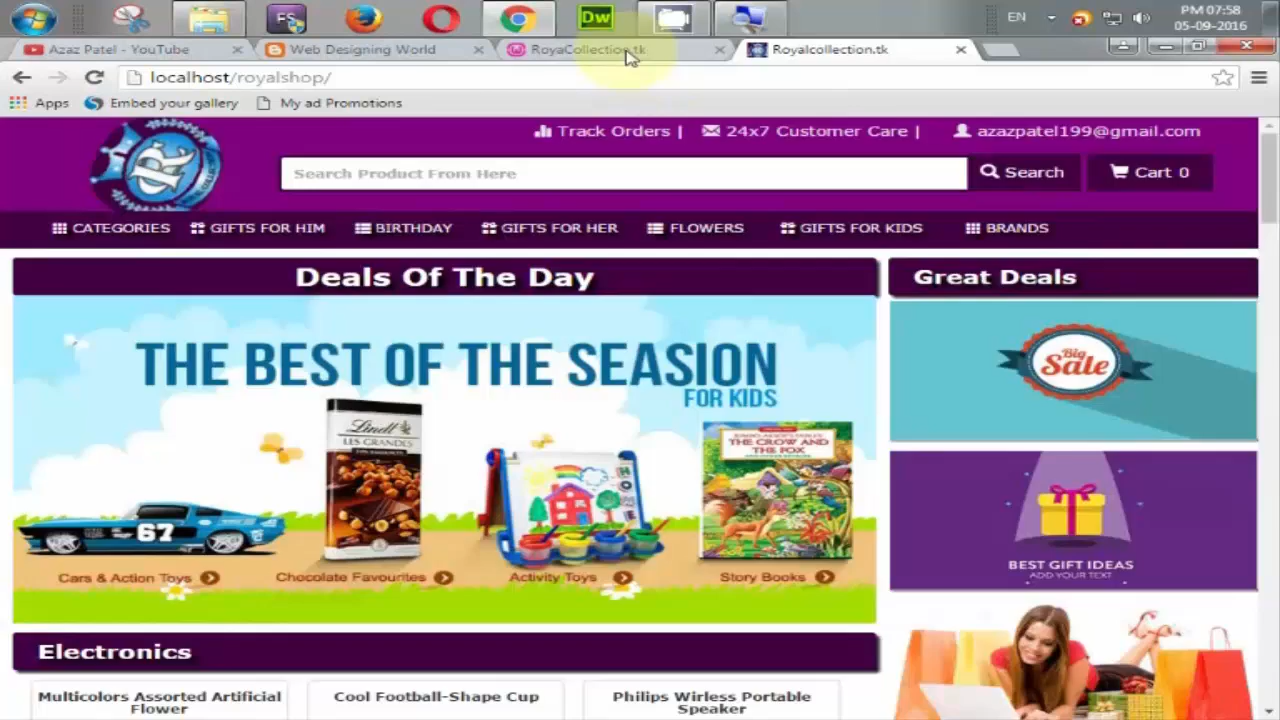 FS
Dw
EN
PM 07:58
05-09-2016
Azaz Patel - YouTube
Web Designing World
RoyaCollection.tk
Royalcollection.tk
localhost/royalshop/
Apps
Embed your gallery
My ad Promotions
Track Orders |
24x7 Customer Care |
azazpatel199@gmail.com
Search Product From Here
Search
Cart 0
CATEGORIES
GIFTS FOR HIM
BIRTHDAY
GIFTS FOR HER
FLOWERS
GIFTS FOR KIDS
BRANDS
Deals Of The Day
Great Deals
THE BEST OF THE SEASION
FOR KIDS
Lindt
LES GRANDES
THE CROW AND
THE FOX
67
Cars & Action Toys
Chocolate Favourites
Activity Toys
Story Books
Big
Sale
BEST GIFT IDEAS
ADD YOUR TEXT
Electronics
Multicolors Assorted Artificial
Flower
Cool Football-Shape Cup
Philips Wirless Portable
Speaker